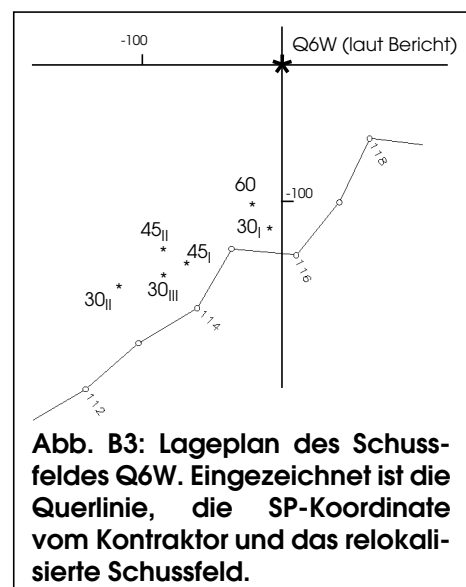 -100
Q6W (laut Bericht)
118
60
-100
30I
45II
45I
116
30II
30III
114
112
Abb. B3: Lageplan des Schuss-
feldes Q6W. Eingezeichnet ist die
Querlinie, die SP-Koordinate
vom Kontraktor und das relokali-
sierte Schussfeld.